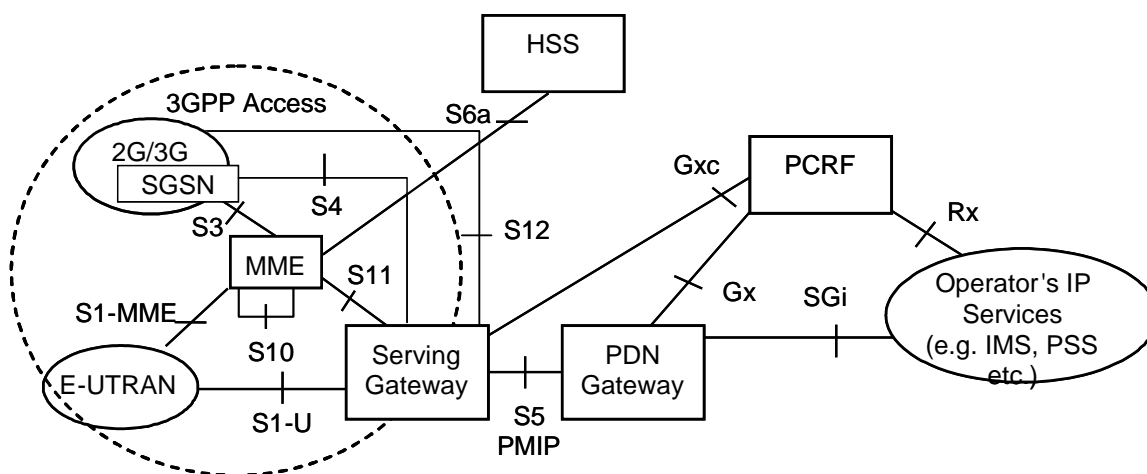 HSS
3GPP Access
S6a
2G/3G
SGSN
S4
S3
Gxc
PCRF
Rx
S12
MME
S11
S1-MME
S10
Gx
SGi
Operator's IP
Services
(e.g. IMS, PSS
etc.)
E-UTRAN
S1-U
Serving
Gateway
S5
PMIP
PDN
Gateway